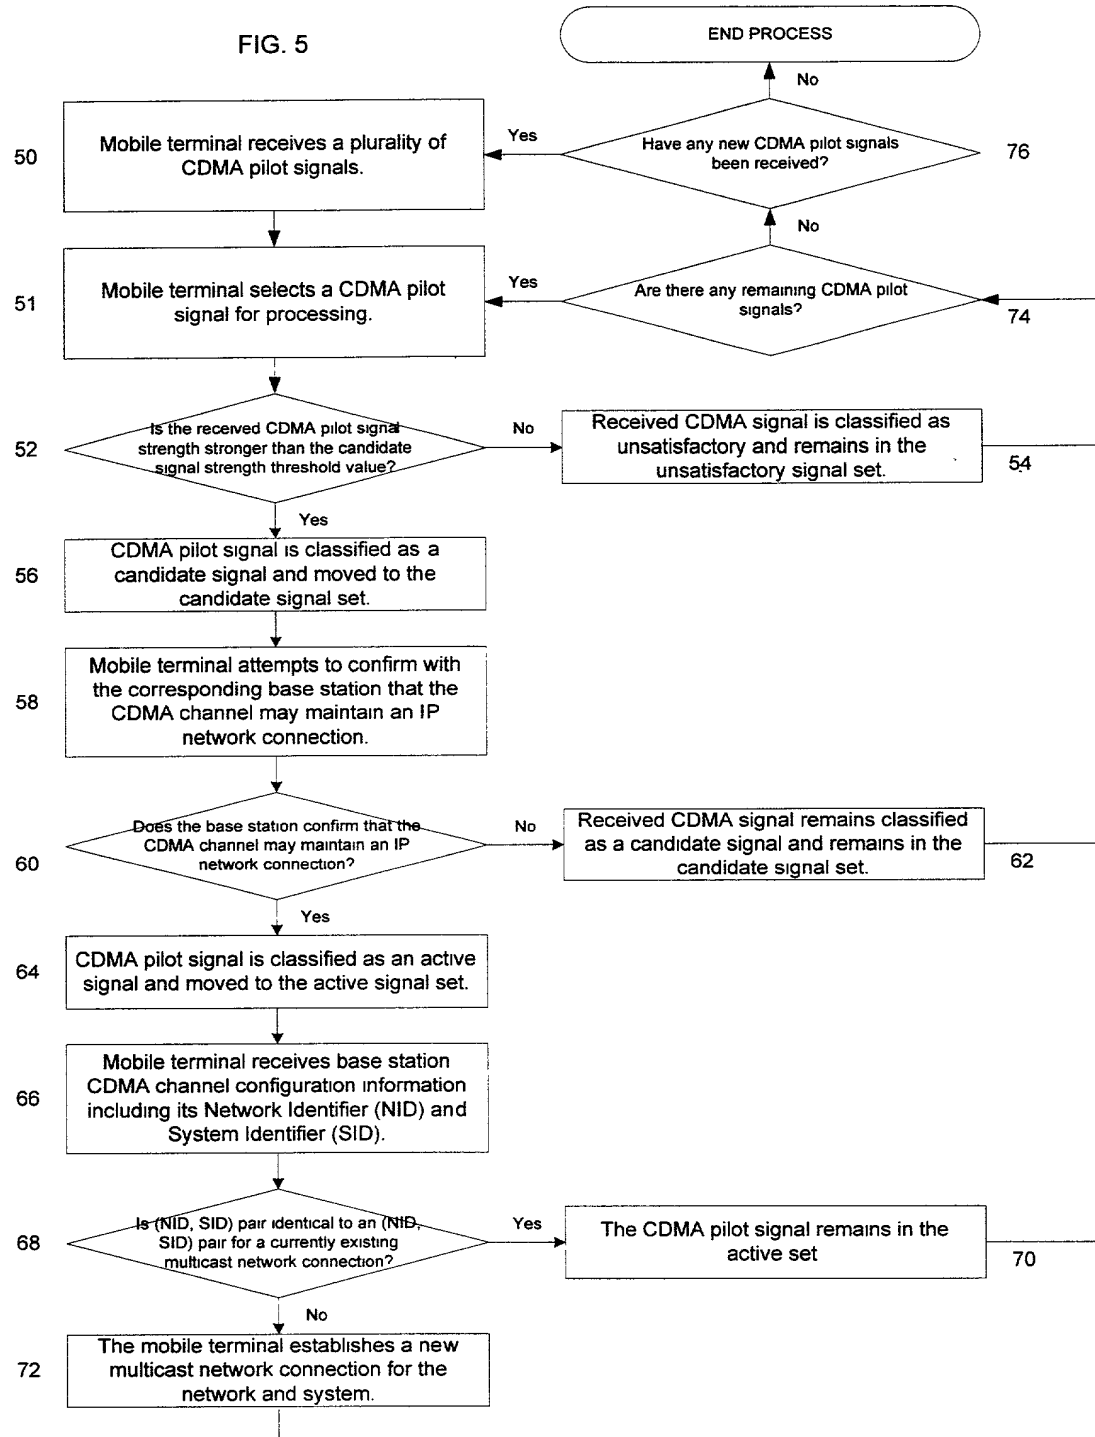 FIG. 5
END PROCESS
No
50
Mobile terminal receives a plurality of
CDMA pilot signals.
Yes
Have any new CDMA pilot signals
been received?
76
No
51
Mobile terminal selects a CDMA pilot
signal for processing.
Yes
Are there any remaining CDMA pilot
signals?
74
52
Is the received CDMA pilot signal
strength stronger than the candidate
signal strength threshold value?
No
Received CDMA signal is classified as
unsatisfactory and remains in the
unsatisfactory signal set.
54
Yes
56
CDMA pilot signal is classified as a
candidate signal and moved to the
candidate signal set.
58
Mobile terminal attempts to confirm with
the corresponding base station that the
CDMA channel may maintain an IP
network connection.
60
Does the base station confirm that the
CDMA channel may maintain an IP
network connection?
No
Received CDMA signal remains classified
as a candidate signal and remains in the
candidate signal set.
62
Yes
64
CDMA pilot signal is classified as an active
signal and moved to the active signal set.
66
Mobile terminal receives base station
CDMA channel configuration information
including its Network Identifier (NID) and
System Identifier (SID).
68
Is (NID, SID) pair identical to an (NID,
SID) pair for a currently existing
multicast network connection?
Yes
The CDMA pilot signal remains in the
active set
70
No
72
The mobile terminal establishes a new
multicast network connection for the
network and system.